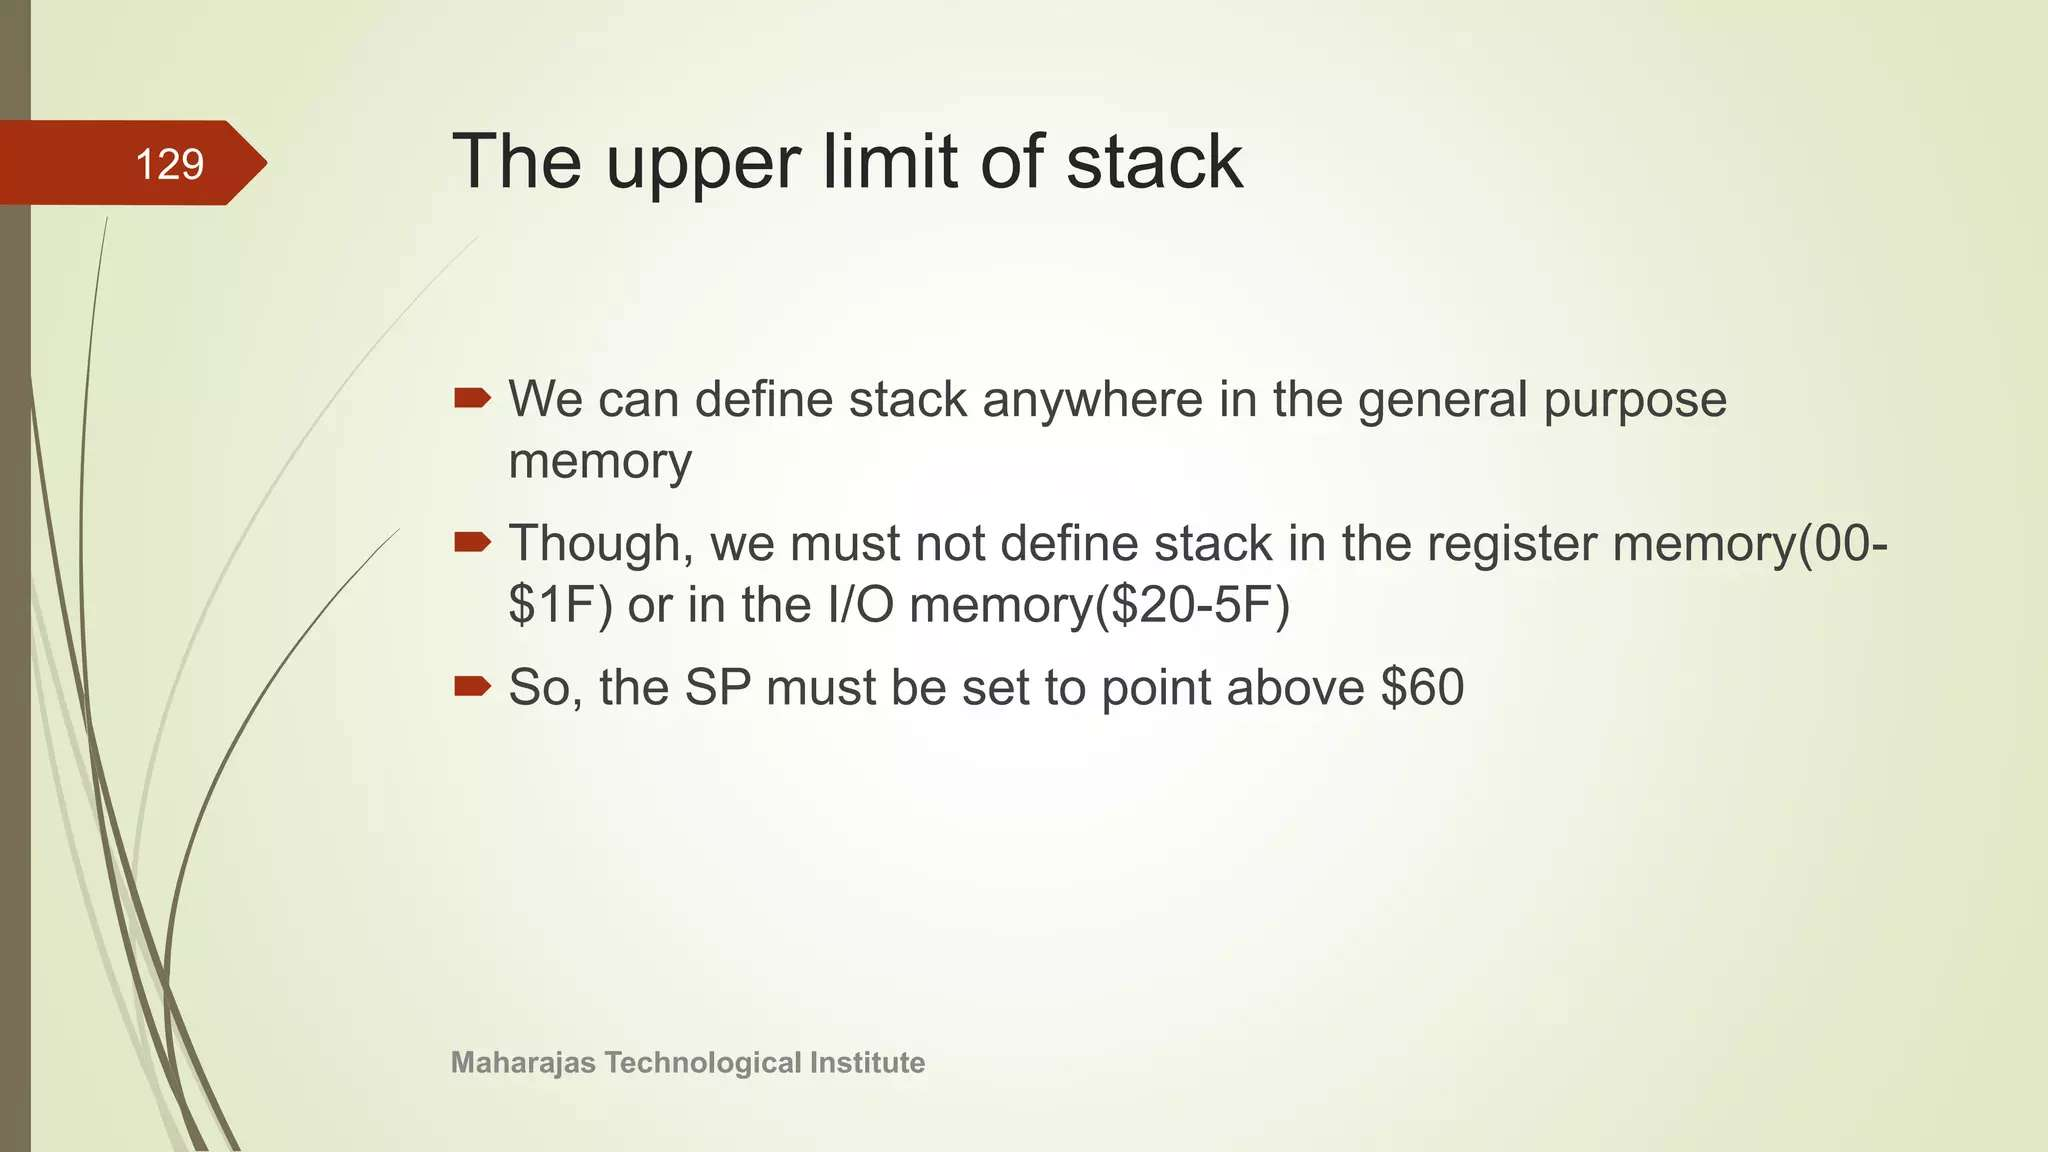 129
The upper limit of stack
We can define stack anywhere in the general purpose
memory
Though, we must not define stack in the register memory(00-
$1F) or in the I/O memory($20-5F)
So, the SP must be set to point above $60
Maharajas Technological Institute